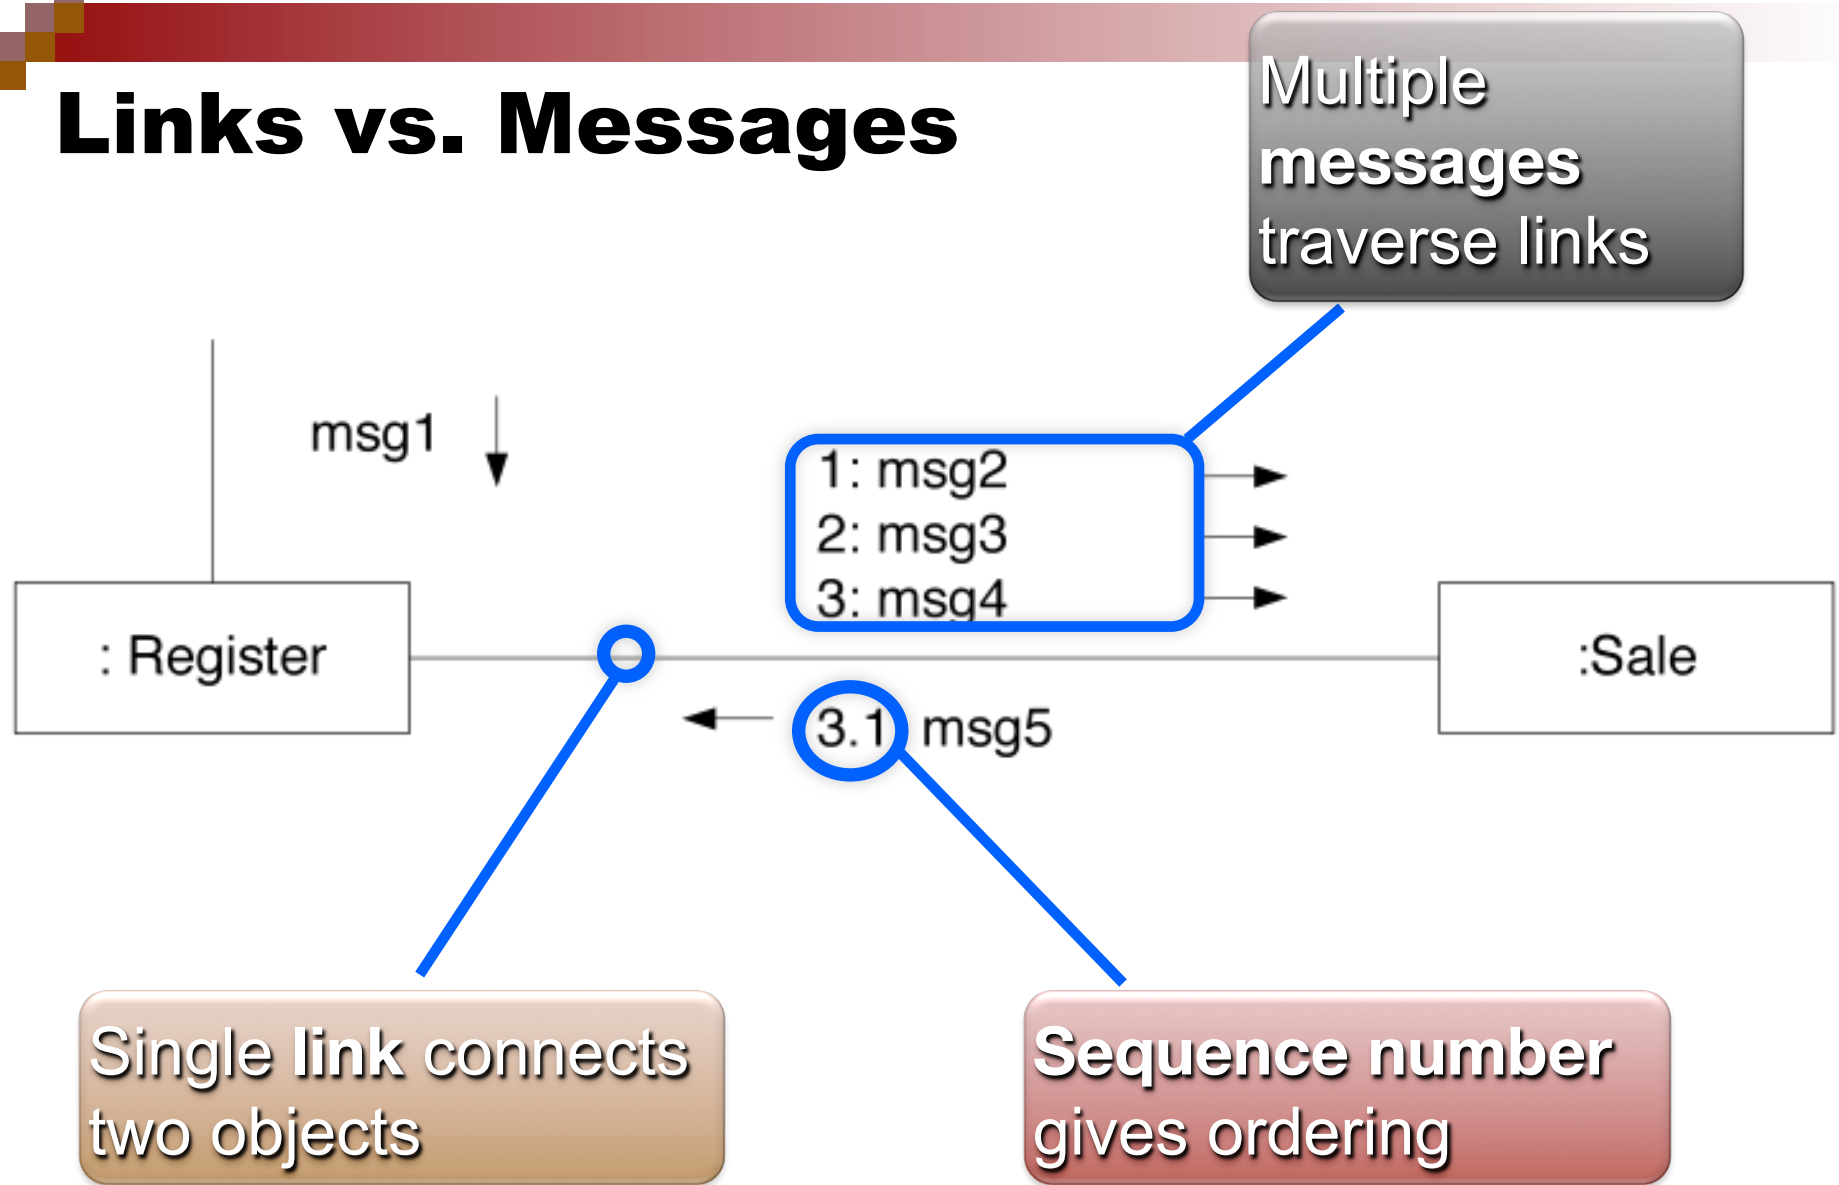 Links vs. Messages
Multiple
messages
traverse links
msg1
1: msg2
2: msg3
3: msg4
: Register
:Sale
3.1 msg5
Single link connects
two objects
Sequence number
gives ordering